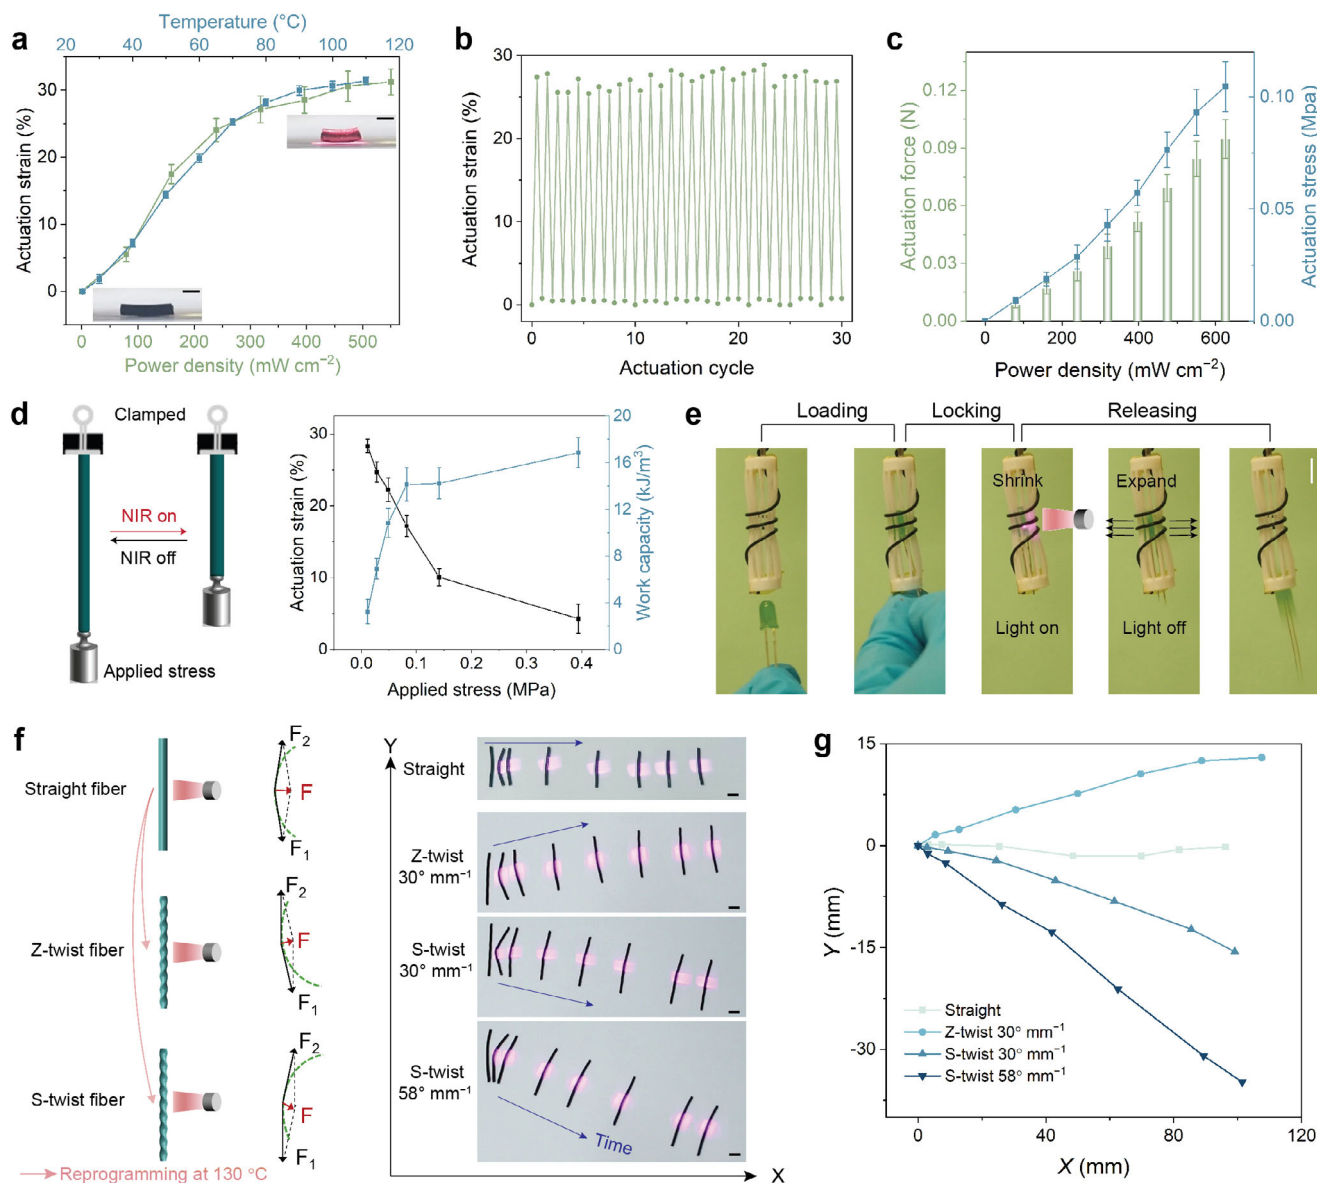 a
Temperature (°C)
20 40 60 80 100 120
Actuation strain (%)
30
20
10
0
0 100 200 300 400 500
Power density (mW cm⁻²)
b
Actuation strain (%)
30
20
10
0
0 10 20 30
Actuation cycle
c
Actuation force (N)
0.12
0.09
0.06
0.03
0.00
0 200 400 600
Power density (mW cm⁻²)
0.10
0.05
0.00
Actuation stress (Mpa)
d
Clamped
NIR on
NIR off
Applied stress
Actuation strain (%)
30
20
10
0
0.0 0.1 0.2 0.3 0.4
Applied stress (MPa)
20
16
12
8
4
0
Work capacity (kJ/m³)
e
Loading Locking Releasing
Shrink Expand
Light on Light off
f
Straight fiber
F₂
F
F₁
Z-twist fiber
F₂
F
F₁
S-twist fiber
F₂
F
F₁
Reprogramming at 130 °C
Y
Straight
Z-twist
30° mm⁻¹
S-twist
30° mm⁻¹
S-twist
58° mm⁻¹
Time
X
g
Y (mm)
15
0
-15
-30
Straight
Z-twist 30° mm⁻¹
S-twist 30° mm⁻¹
S-twist 58° mm⁻¹
0 40 80 120
X (mm)